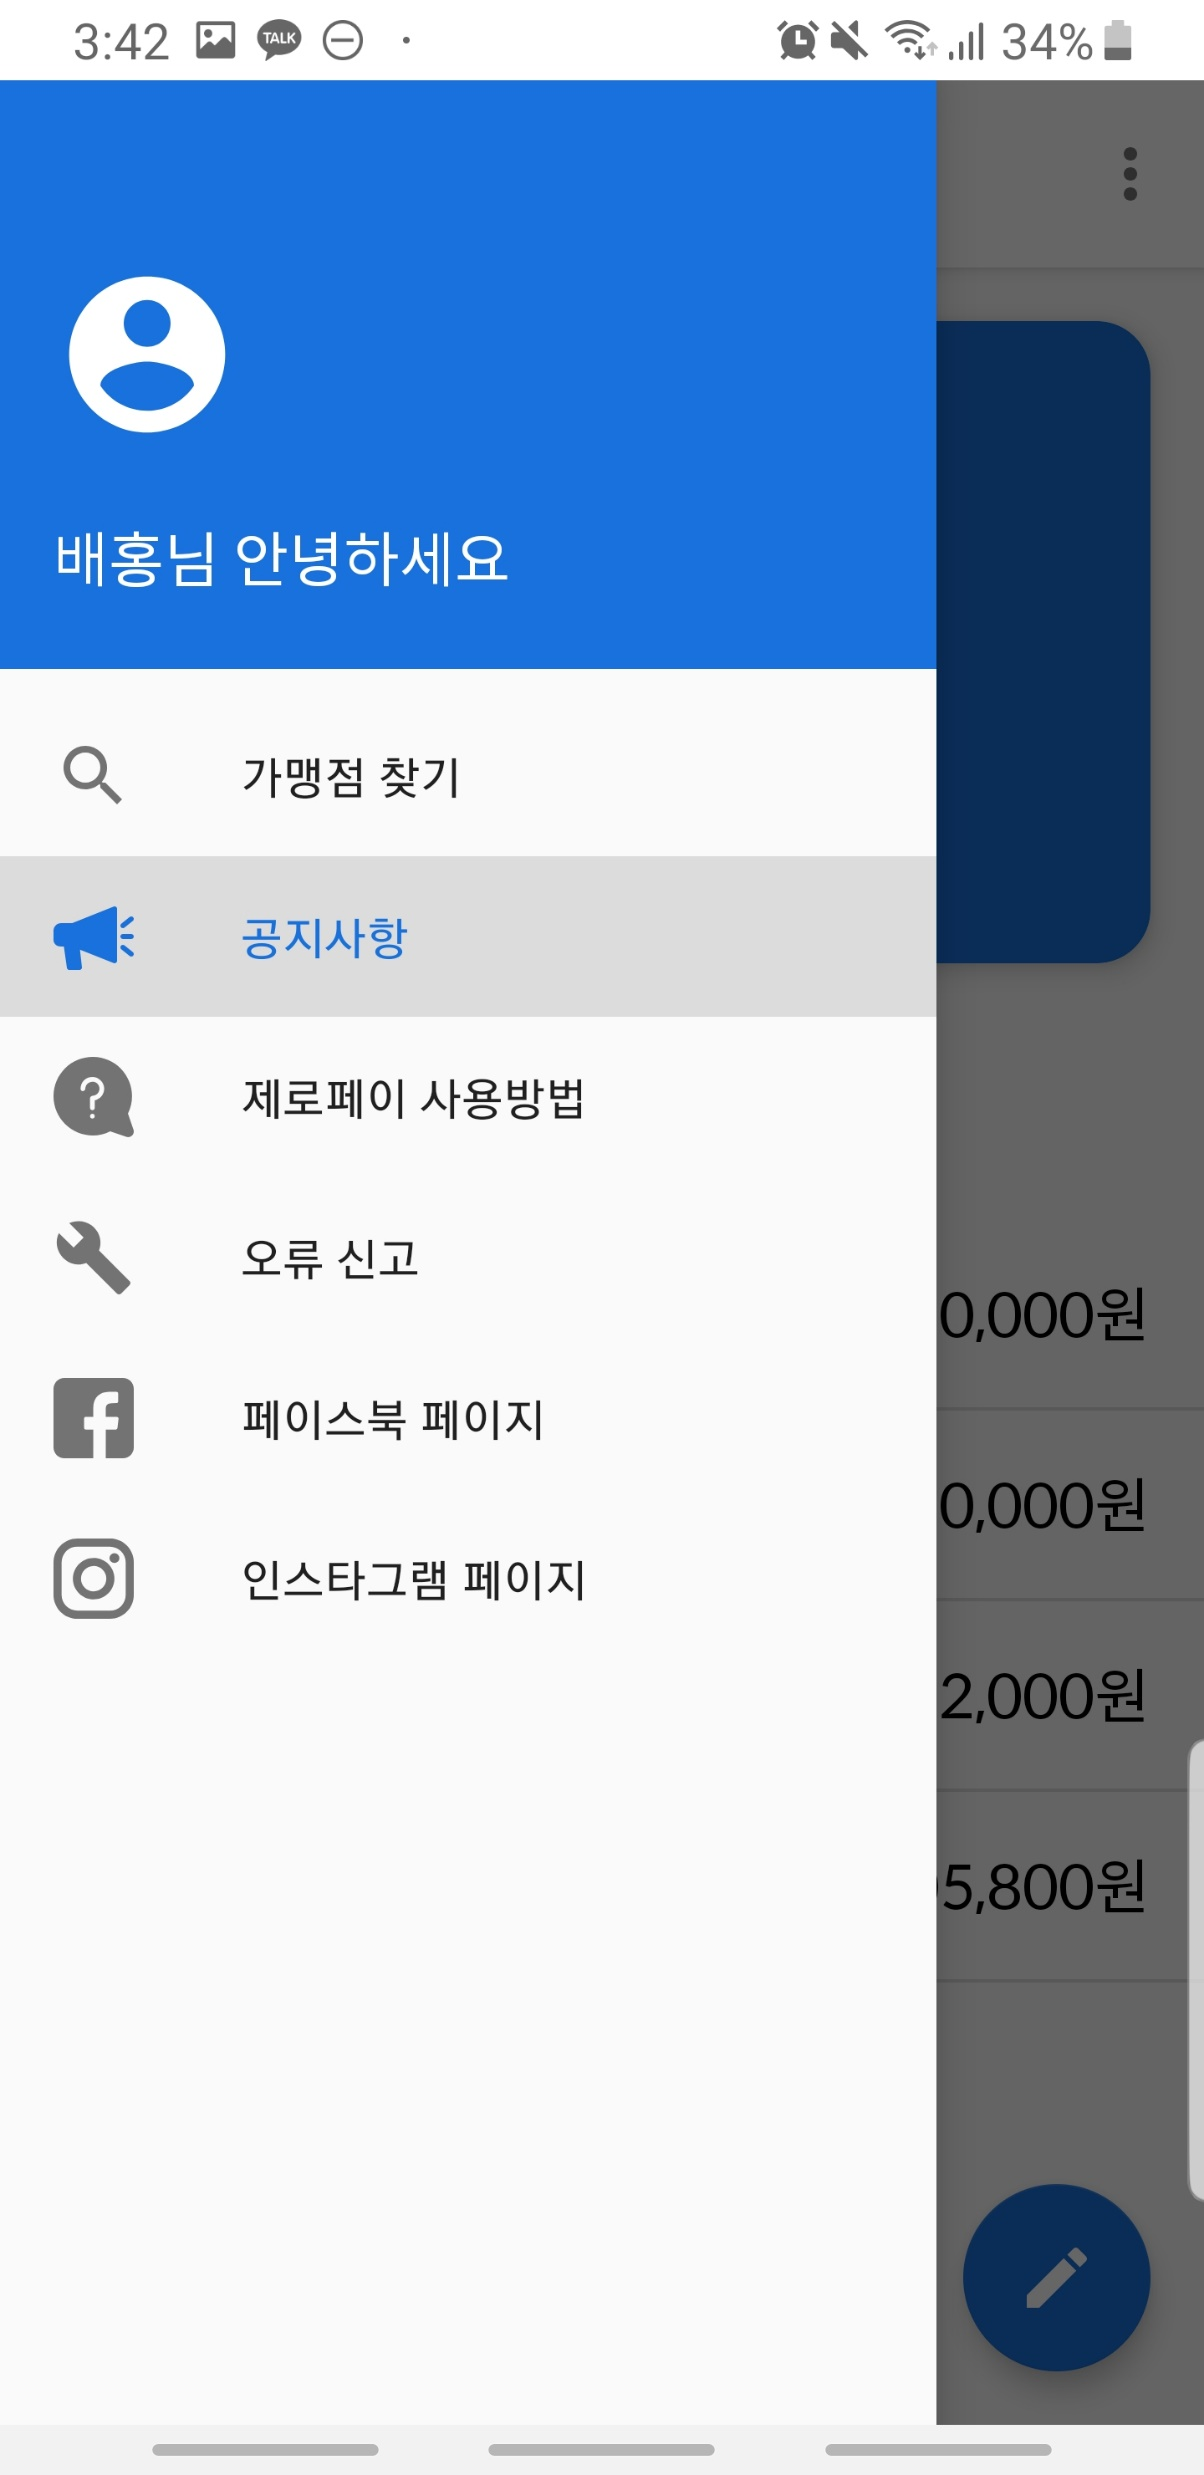 3:42 TALK 34%
배홍님 안녕하세요
가맹점 찾기
공지사항
제로페이 사용방법
오류 신고
페이스북 페이지
인스타그램 페이지
0,000원
0,000원
2,000원
5,800원